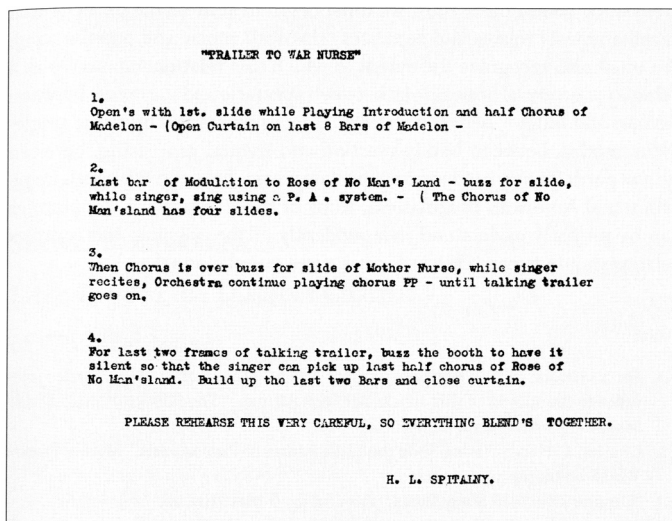 "TRAILER TO WAR NURSE"
1.
Open's with 1st. slide while Playing Introduction and half Chorus of
Madelon - (Open Curtain on last 8 Bars of Madelon -
2.
Last bar of Modulation to Rose of No Man's Land - buzz for slide,
while singer, sing using a P. A . system. - ( The Chorus of No
Man'sland has four slides.
3.
When Chorus is over buzz for slide of Mother Nurse, while singer
recites, Orchestra continue playing chorus PP - until talking trailer
goes on.
4.
For last two frames of talking trailer, buzz the booth to have it
silent so that the singer can pick up last half chorus of Rose of
No Man'sland. Build up the last two Bars and close curtain.
PLEASE REHEARSE THIS VERY CAREFUL, SO EVERYTHING BLEND'S TOGETHER.
H. L. SPITALNY.